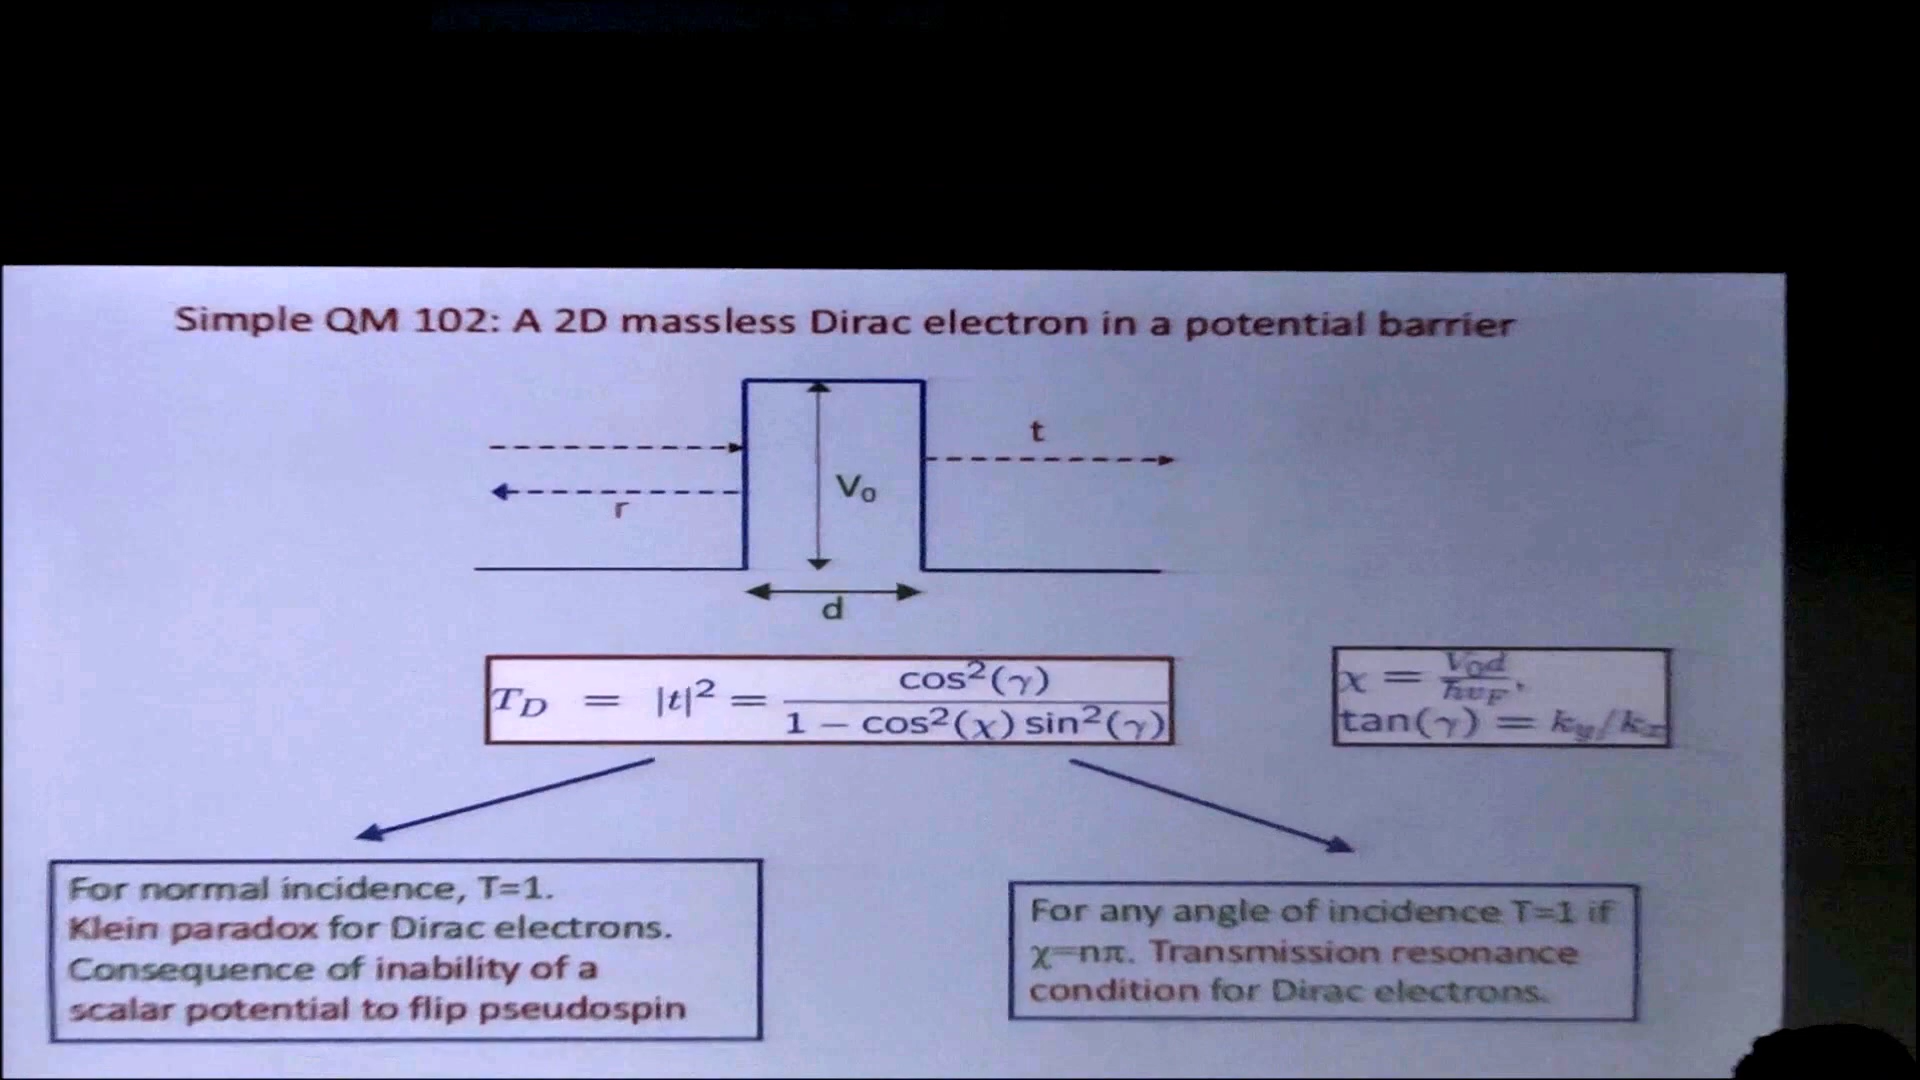 Simple QM 102: A 2D massless Dirac electron in a potential barrier
t
r
V₀
d
T_D = |t|² = cos²(γ) / (1 − cos²(χ) sin²(γ))
χ = V₀d / ħv_F,
tan(γ) = k_y/k_x
For normal incidence, T=1.
Klein paradox for Dirac electrons.
Consequence of inability of a
scalar potential to flip pseudospin
For any angle of incidence T=1 if
χ=nπ. Transmission resonance
condition for Dirac electrons.